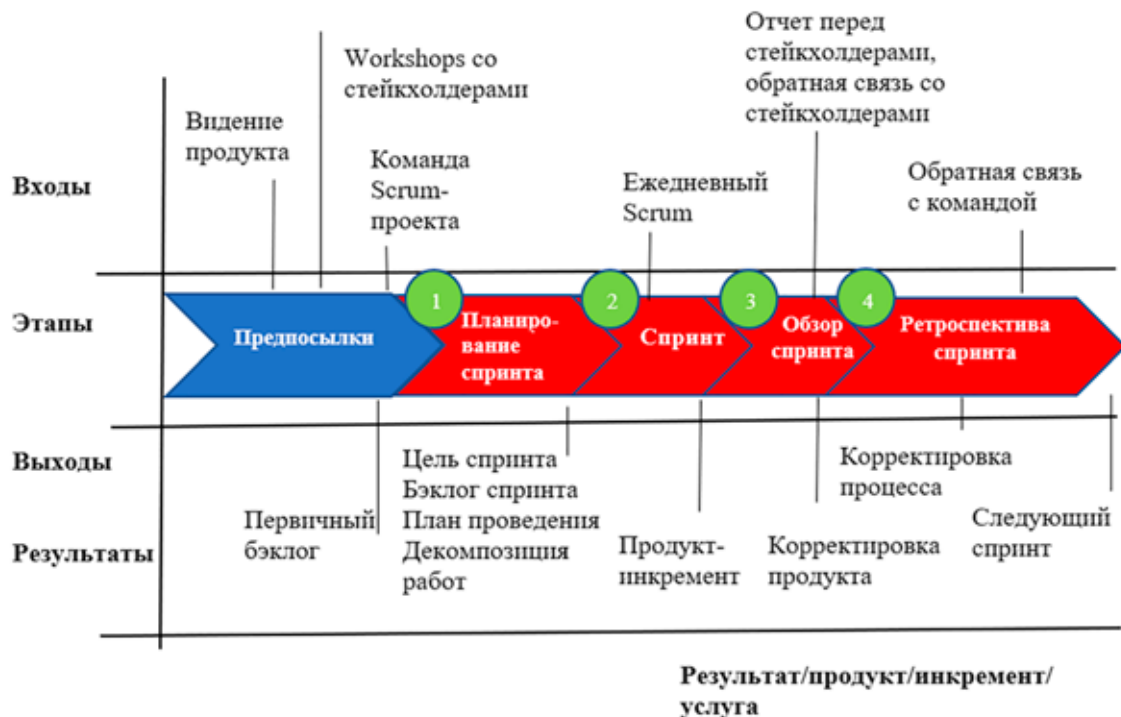 Отчет перед
стейкхолдерами,
обратная связь со
стейкхолдерами
Workshops со
стейкхолдерами
Видение
продукта
Команда
Scrum-
проекта
Ежедневный
Scrum
Обратная связь
с командой
Входы
Этапы
Предпосылки
1
Планиро-
вание
спринта
2
Спринт
3
Обзор
спринта
4
Ретроспектива
спринта
Выходы
Результаты
Первичный
бэклог
Цель спринта
Бэклог спринта
План проведения
Декомпозиция
работ
Продукт-
инкремент
Корректировка
продукта
Корректировка
процесса
Следующий
спринт
Результат/продукт/инкремент/
услуга